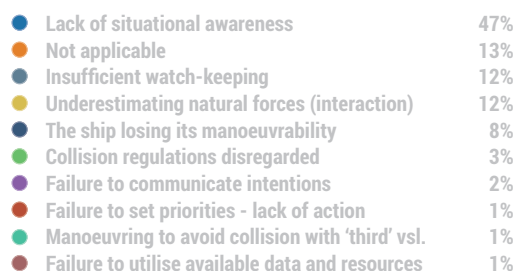 Lack of situational awareness 47%
Not applicable 13%
Insufficient watch-keeping 12%
Underestimating natural forces (interaction) 12%
The ship losing its manoeuvrability 8%
Collision regulations disregarded 3%
Failure to communicate intentions 2%
Failure to set priorities - lack of action 1%
Manoeuvring to avoid collision with ‘third’ vsl. 1%
Failure to utilise available data and resources 1%